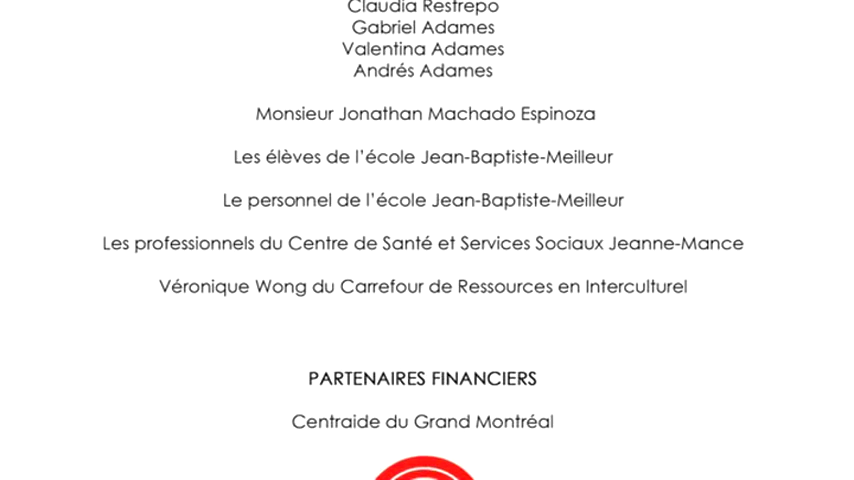 Claudia Restrepo
Gabriel Adames
Valentina Adames
Andrés Adames
Monsieur Jonathan Machado Espinoza
Les élèves de l'école Jean-Baptiste-Meilleur
Le personnel de l'école Jean-Baptiste-Meilleur
Les professionnels du Centre de Santé et Services Sociaux Jeanne-Mance
Véronique Wong du Carrefour de Ressources en Interculturel
PARTENAIRES FINANCIERS
Centraide du Grand Montréal